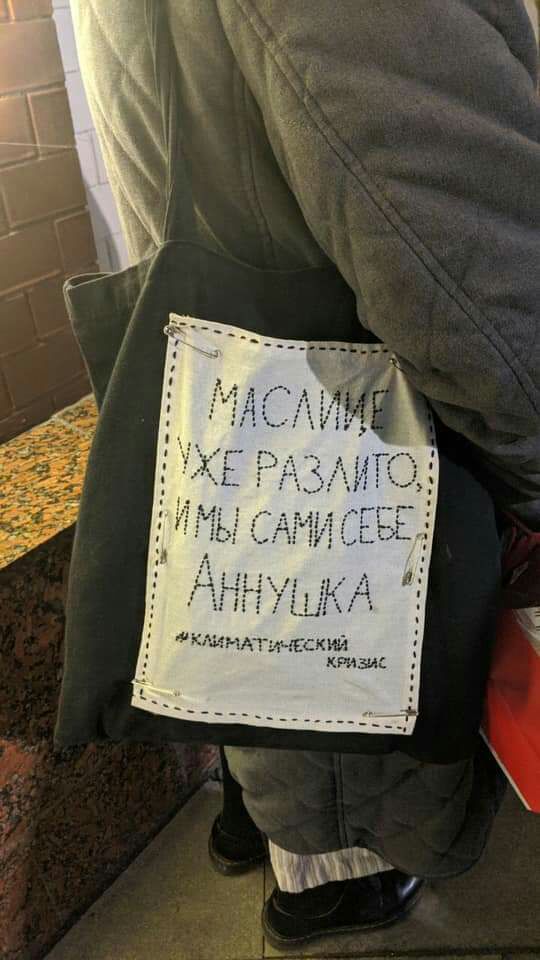 МАСЛИЦЕ
УЖЕ РАЗЛИТО,
И МЫ САМИ СЕБЕ
АННУШКА
#КЛИМАТИЧЕСКИЙ
КРИЗИС